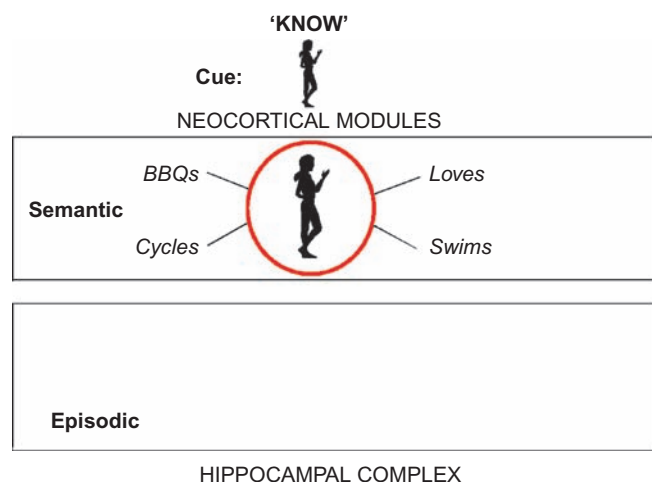 ‘KNOW’
Cue:
NEOCORTICAL MODULES
BBQs
Loves
Semantic
Cycles
Swims
Episodic
HIPPOCAMPAL COMPLEX